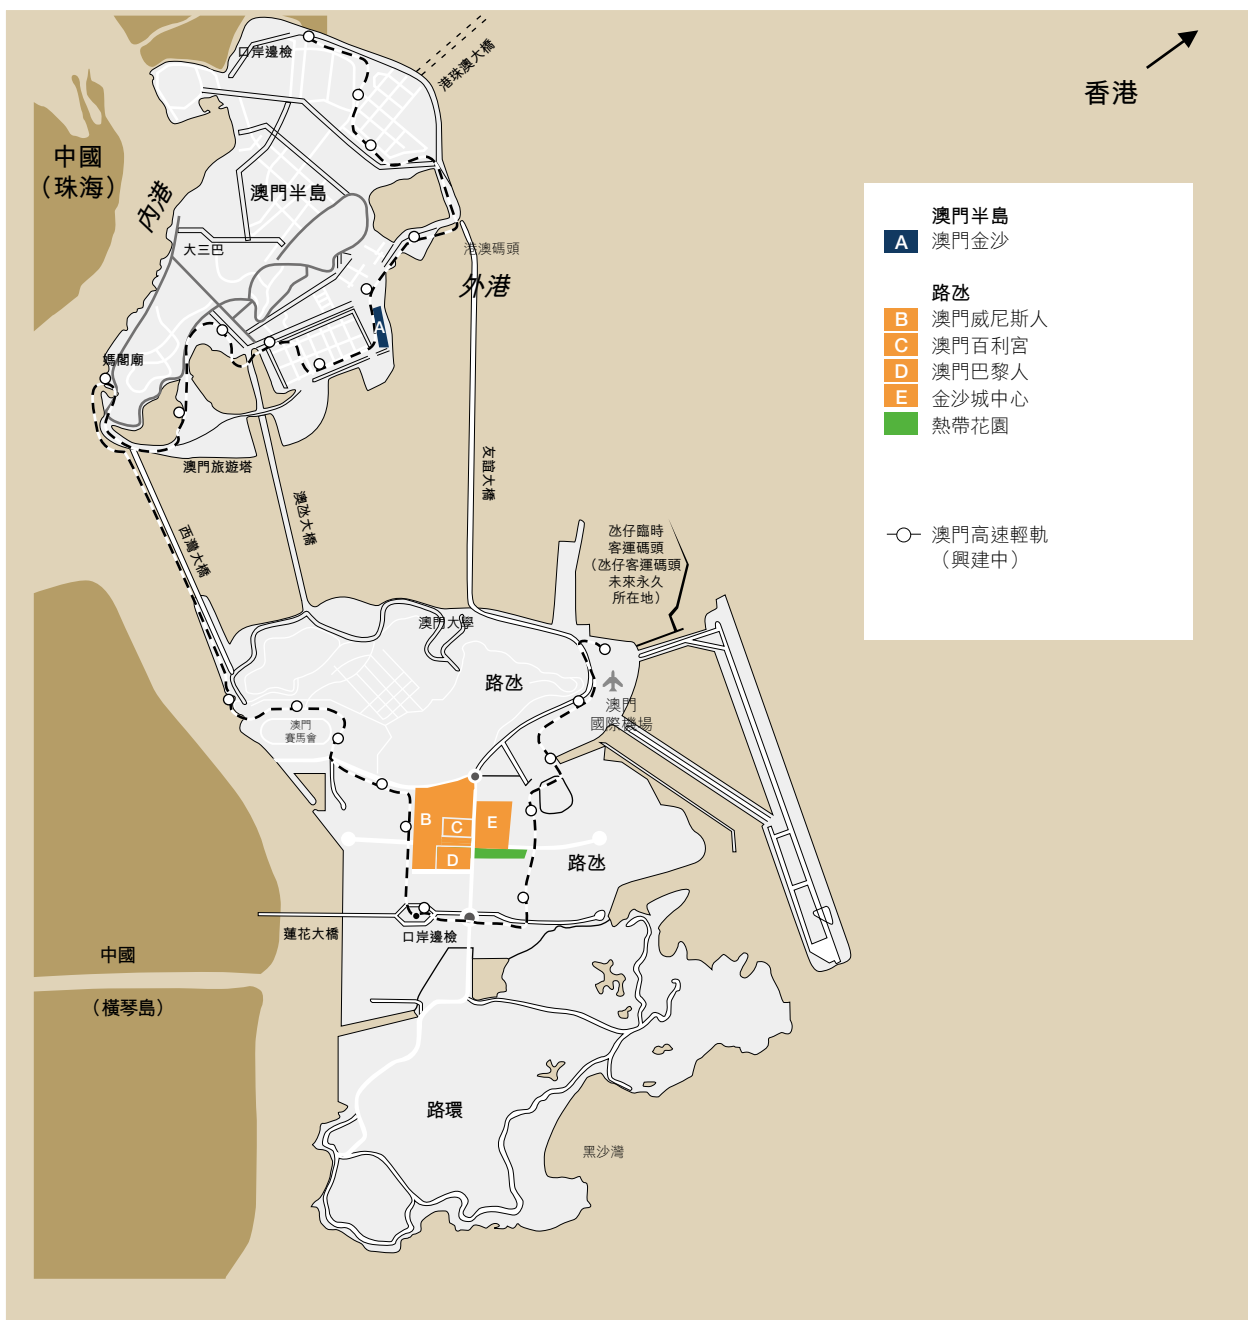 口岸邊檢
港珠澳大橋
香港
中國
（珠海）
內港
澳門半島
大三巴
港澳碼頭
外港
A
媽閣廟
澳門旅遊塔
友誼大橋
澳氹大橋
西灣大橋
氹仔臨時
客運碼頭
（氹仔客運碼頭
未來永久
所在地）
澳門大學
路氹
澳門
國際機場
澳門
賽馬會
B
C
D
E
路氹
蓮花大橋
口岸邊檢
中國
（橫琴島）
路環
黑沙灣
澳門半島
A 澳門金沙
路氹
B 澳門威尼斯人
C 澳門百利宮
D 澳門巴黎人
E 金沙城中心
熱帶花園
澳門高速輕軌
（興建中）